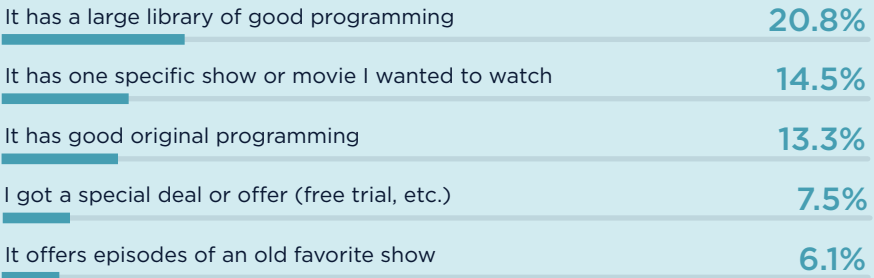 It has a large library of good programming 20.8%
It has one specific show or movie I wanted to watch 14.5%
It has good original programming 13.3%
I got a special deal or offer (free trial, etc.) 7.5%
It offers episodes of an old favorite show 6.1%